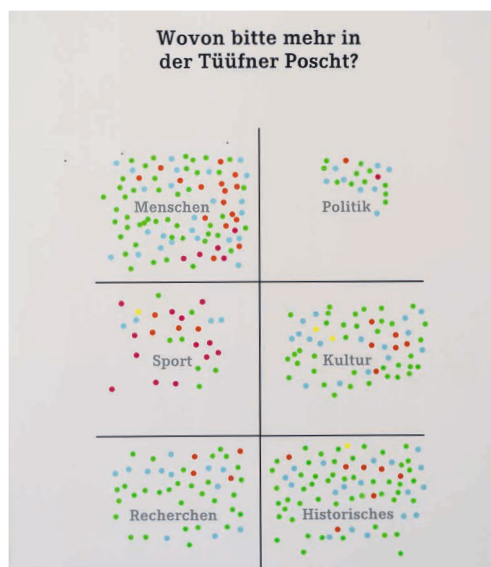 Wovon bitte mehr in
der Tüüfner Poscht?
Menschen
Politik
Sport
Kultur
Recherchen
Historisches